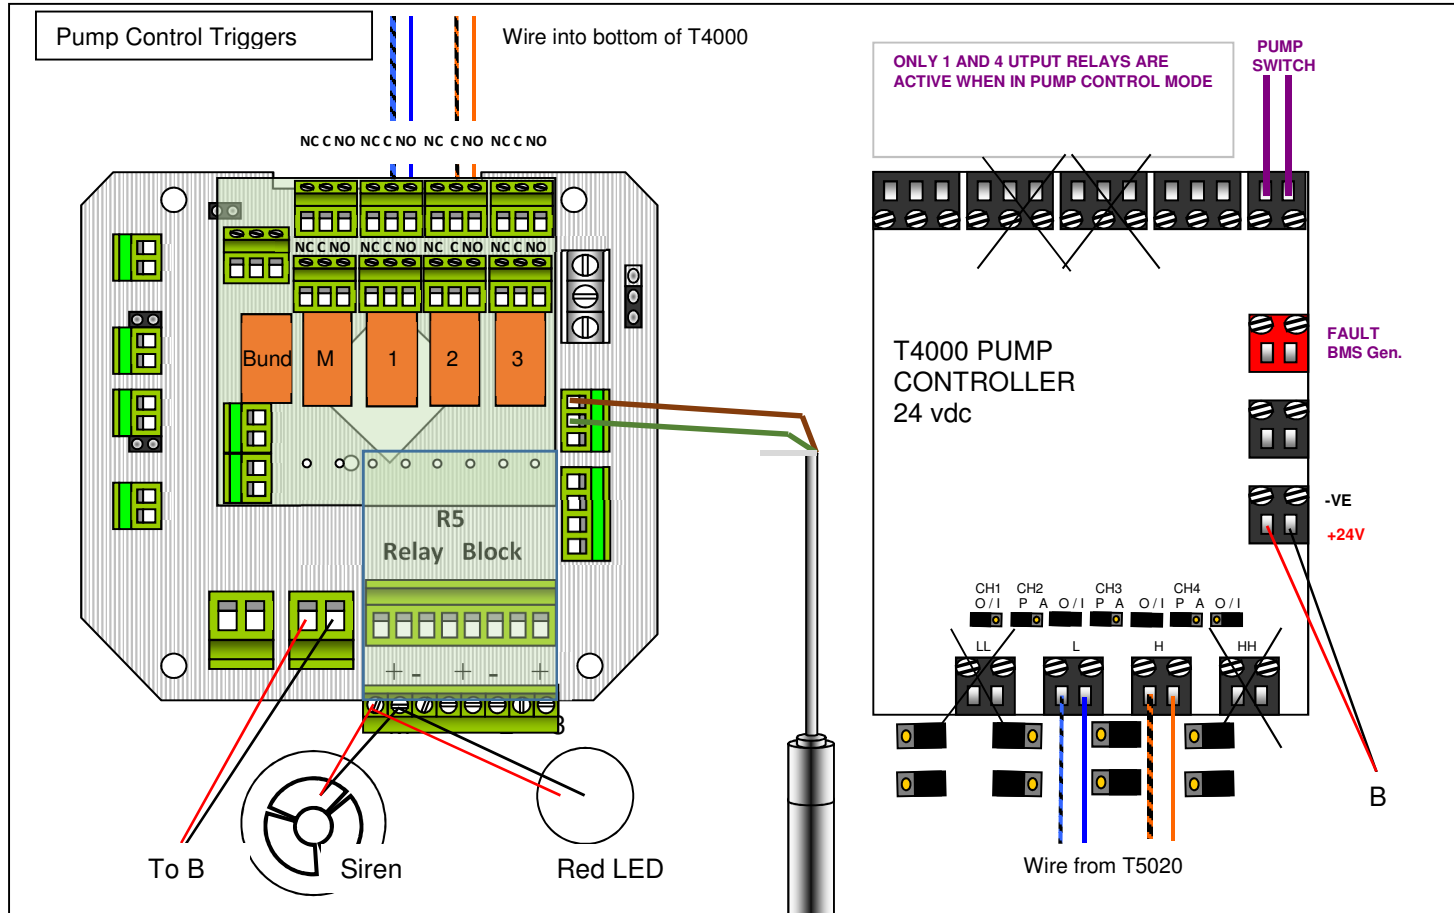 Pump Control Triggers
Wire into bottom of T4000
NC C NO NC C NO NC C NO NC C NO
NC C NO NC C NO NC C NO NC C NO
Bund M 1 2 3
R5
Relay Block
+ - + - +
To B
Siren
Red LED
ONLY 1 AND 4 UTPUT RELAYS ARE
ACTIVE WHEN IN PUMP CONTROL MODE
PUMP
SWITCH
T4000 PUMP
CONTROLLER
24 vdc
FAULT
BMS Gen.
-VE
+24V
CH1 CH2 CH3 CH4
O / I P A O / I P A O / I P A O / I
LL L H HH
B
Wire from T5020